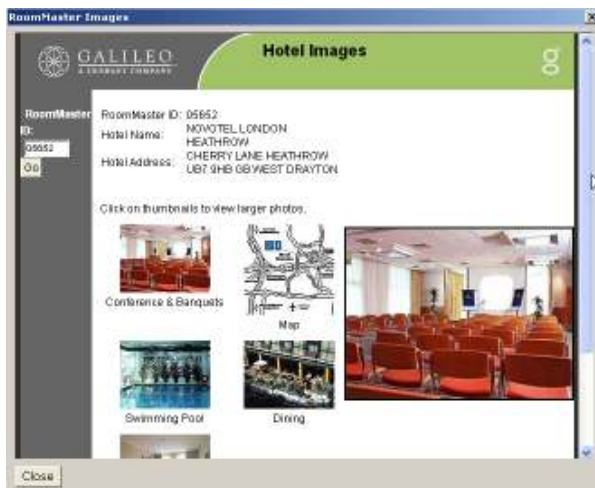 RoomMaster Images
GALILEO
A CENDANT COMPANY
Hotel Images
g
RoomMaster
ID:
05652
Go
RoomMaster ID: 05652
Hotel Name: NOVOTEL LONDON
HEATHROW
Hotel Address: CHERRY LANE HEATHROW
UB7 9HB GB WEST DRAYTON
Click on thumbnails to view larger photos.
Conference & Banquets
Map
Swimming Pool
Dining
Close